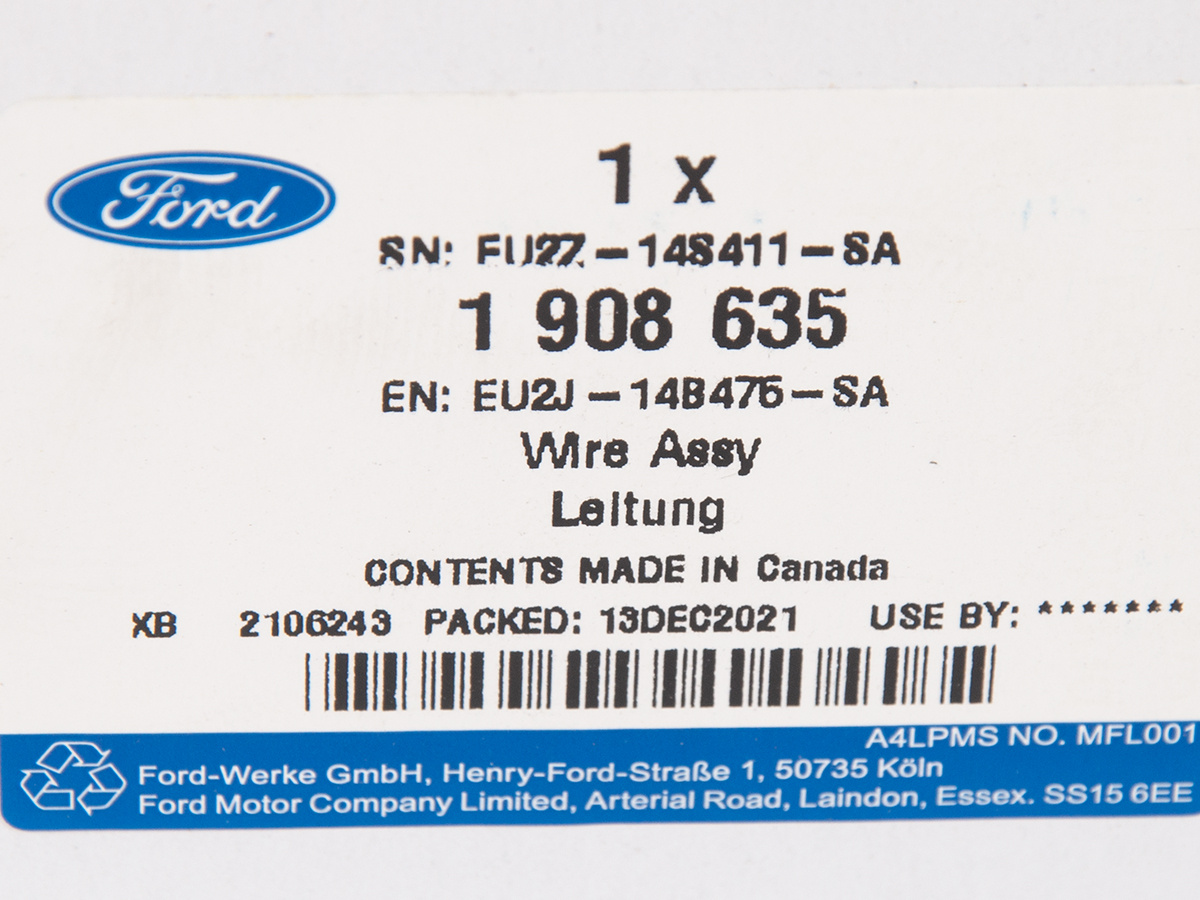 Ford
1 x
SN: EU2Z-14S411-SA
1 908 635
EN: EU2J-14B475-SA
Wire Assy
Leitung
CONTENTS MADE IN Canada
XB 2106243 PACKED: 13DEC2021 USE BY: *******
A4LPMS NO. MFL001
Ford-Werke GmbH, Henry-Ford-Straße 1, 50735 Köln
Ford Motor Company Limited, Arterial Road, Laindon, Essex. SS15 6EE